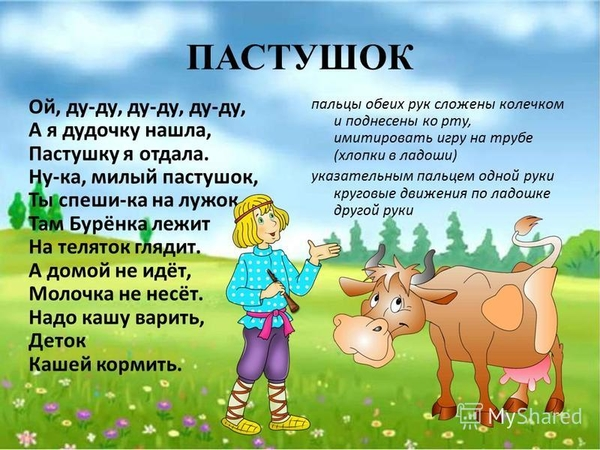 ПАСТУШОК
Ой, ду-ду, ду-ду, ду-ду,
А я дудочку нашла,
Пастушку я отдала.
Ну-ка, милый пастушок,
Ты спеши-ка на лужок
Там Бурёнка лежит
На теляток глядит.
А домой не идёт,
Молочка не несёт.
Надо кашу варить,
Деток
Кашей кормить.
пальцы обеих рук сложены колечком
и поднесены ко рту,
имитировать игру на трубе
(хлопки в ладоши)
указательным пальцем одной руки
круговые движения по ладошке
другой руки
MyShared